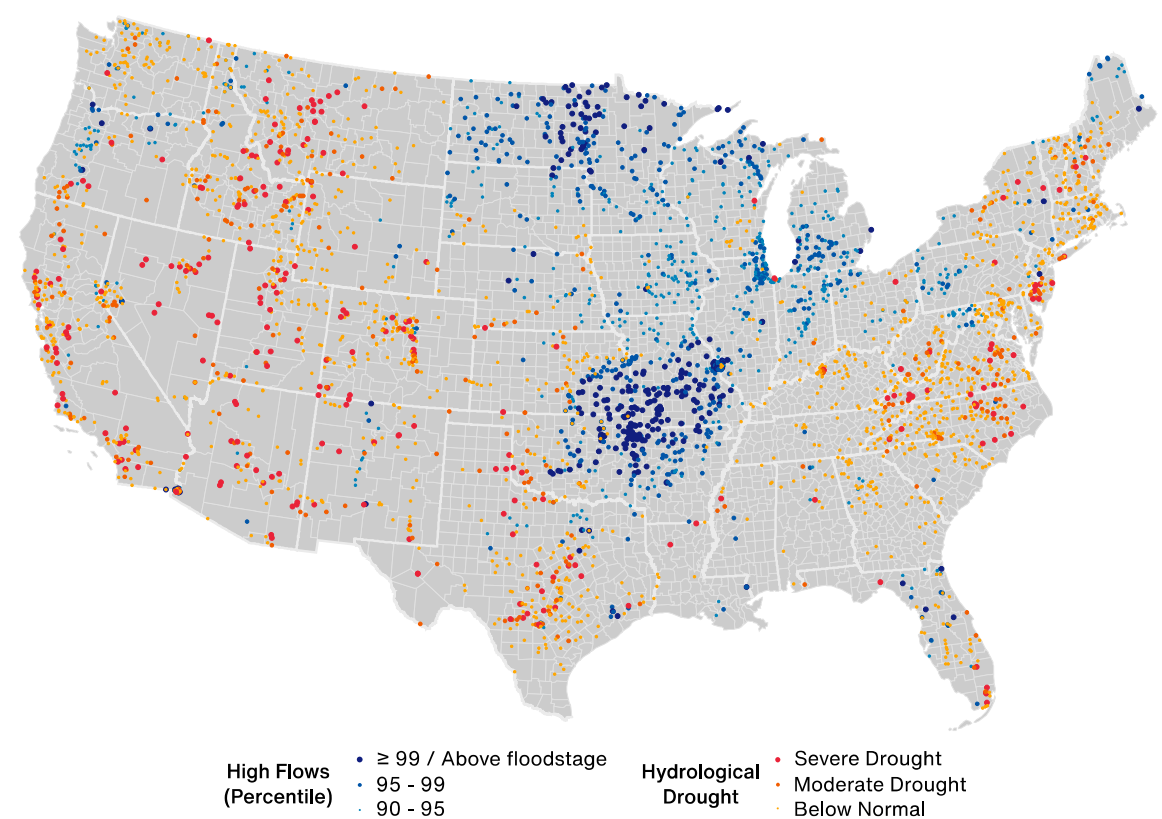 High Flows
(Percentile)
≥ 99 / Above floodstage
95 - 99
90 - 95
Hydrological
Drought
Severe Drought
Moderate Drought
Below Normal